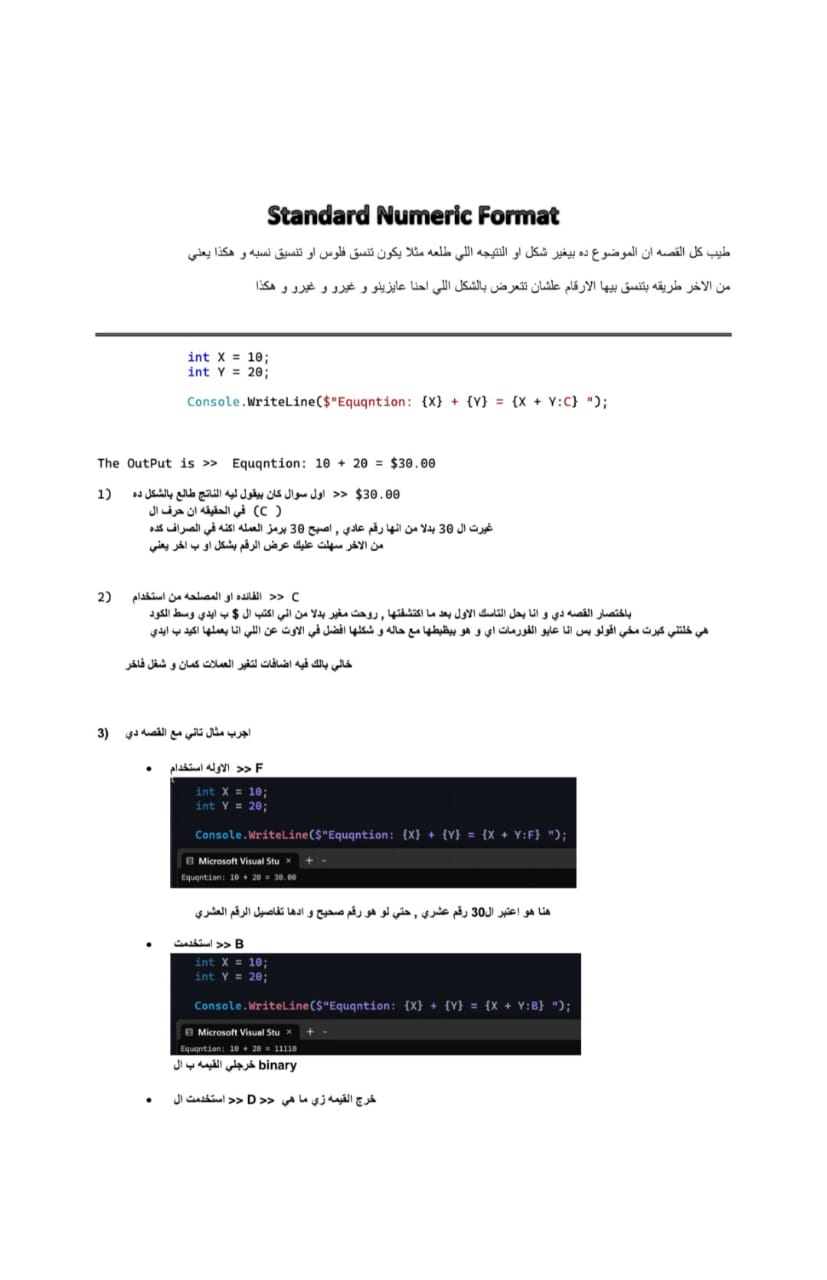 Standard Numeric Format
طيب كل القصه ان الموضوع ده بيغير شكل او النتيجه اللي طلعه مثلا يكون تنسق فلوس او تنسيق نسبه و هكذا يعني
من الاخر طريقه بتنسق بيها الارقام علشان تتعرض بالشكل اللي احنا عايزينو و غيرو و غيرو و هكذا
int X = 10;
int Y = 20;
Console.WriteLine($"Equqntion: {X} + {Y} = {X + Y:C} ");
The OutPut is >> Equqntion: 10 + 20 = $30.00
1) اول سوال كان بيقول ليه الناتج طالع بالشكل ده >> $30.00
في الحقيقه ان حرف ال (C )
غيرت ال 30 بدلا من انها رقم عادي , اصبح 30 يرمز العمله اكنه في الصراف كده
من الاخر سهلت عليك عرض الرقم بشكل او ب اخر يعني
2) الفائده او المصلحه من استخدام >> C
باختصار القصه دي و انا بحل التاسك الاول بعد ما اكتشفتها , روحت مغير بدلا من اني اكتب ال $ ب ايدي وسط الكود
هي خلتني كبرت مخي اقولو بس انا عايو الفورمات اي و هو بيظبطها مع حاله و شكلها افضل في الاوت عن اللي انا بعملها اكيد ب ايدي
خالي بالك فيه اضافات لتغير العملات كمان و شغل فاخر
3) اجرب مثال تاني مع القصه دي
• الاوله استخدام >> F
int X = 10;
int Y = 20;
Console.WriteLine($"Equqntion: {X} + {Y} = {X + Y:F} ");
Microsoft Visual Stu × + ⌄
Equqntion: 10 + 20 = 30.00
هنا هو اعتبر ال30 رقم عشري , حتي لو هو رقم صحيح و ادها تفاصيل الرقم العشري
• استخدمت >> B
int X = 10;
int Y = 20;
Console.WriteLine($"Equqntion: {X} + {Y} = {X + Y:B} ");
Microsoft Visual Stu × + ⌄
Equqntion: 10 + 20 = 11110
خرجلي القيمه ب ال binary
• استخدمت ال >> D >> خرج القيمه زي ما هي